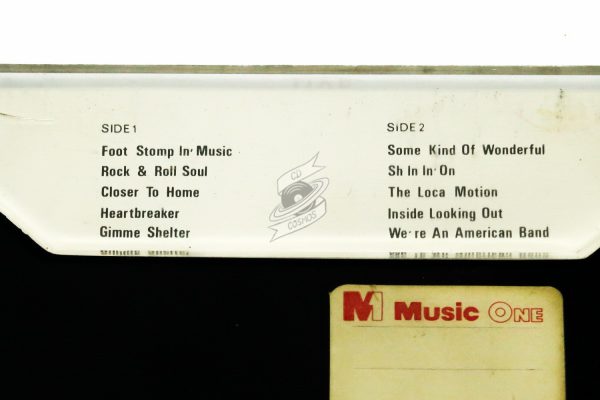 SIDE 1
Foot Stomp In' Music
Rock & Roll Soul
Closer To Home
Heartbreaker
Gimme Shelter
SIDE 2
Some Kind Of Wonderful
Sh In In' On
The Loca Motion
Inside Looking Out
We're An American Band
CD
COSMOS
M1 Music ONE